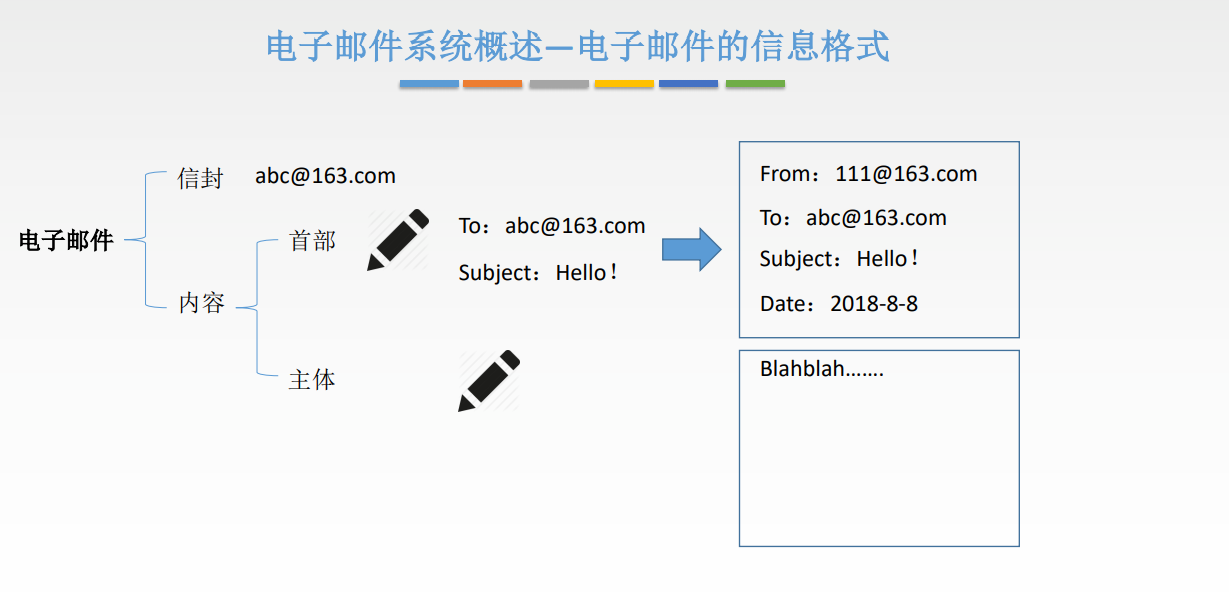 电子邮件系统概述—电子邮件的信息格式
信封 abc@163.com
电子邮件
首部
内容
主体
To：abc@163.com
Subject：Hello！
From：111@163.com
To：abc@163.com
Subject：Hello！
Date：2018-8-8
Blahblah…….